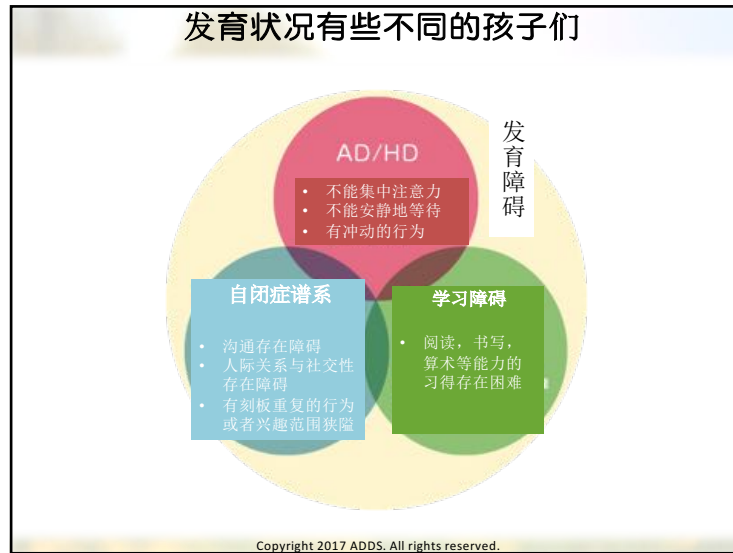 发育状况有些不同的孩子们
发育障碍
AD/HD
• 不能集中注意力
• 不能安静地等待
• 有冲动的行为
自闭症谱系
• 沟通存在障碍
• 人际关系与社交性
存在障碍
• 有刻板重复的行为
或者兴趣范围狭隘
学习障碍
• 阅读，书写，
算术等能力的
习得存在困难
Copyright 2017 ADDS. All rights reserved.